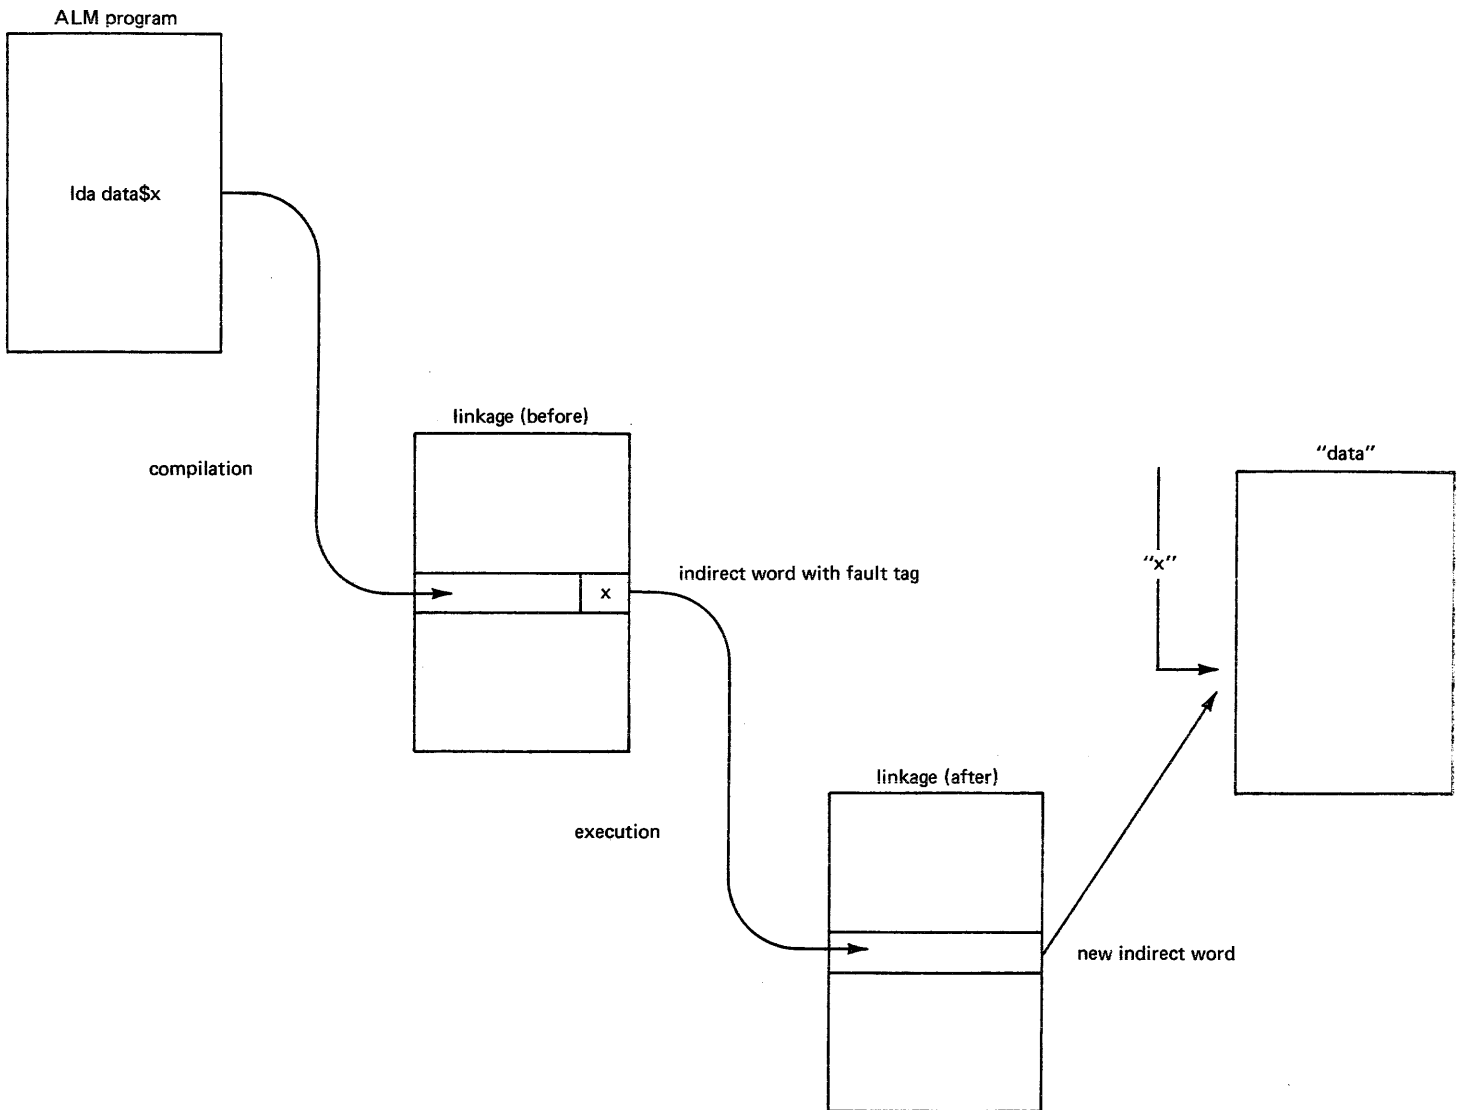 ALM program
lda data$x
linkage (before)
compilation
"data"
"x"
indirect word with fault tag
x
linkage (after)
execution
new indirect word